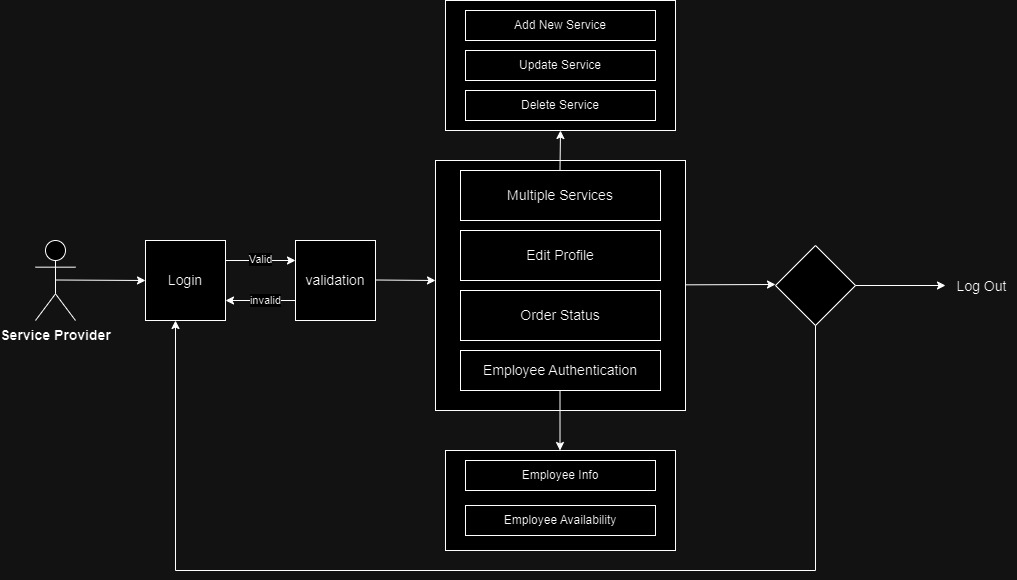 Add New Service
Update Service
Delete Service
Multiple Services
Edit Profile
Order Status
Employee Authentication
Service Provider
Login
Valid
invalid
validation
Log Out
Employee Info
Employee Availability